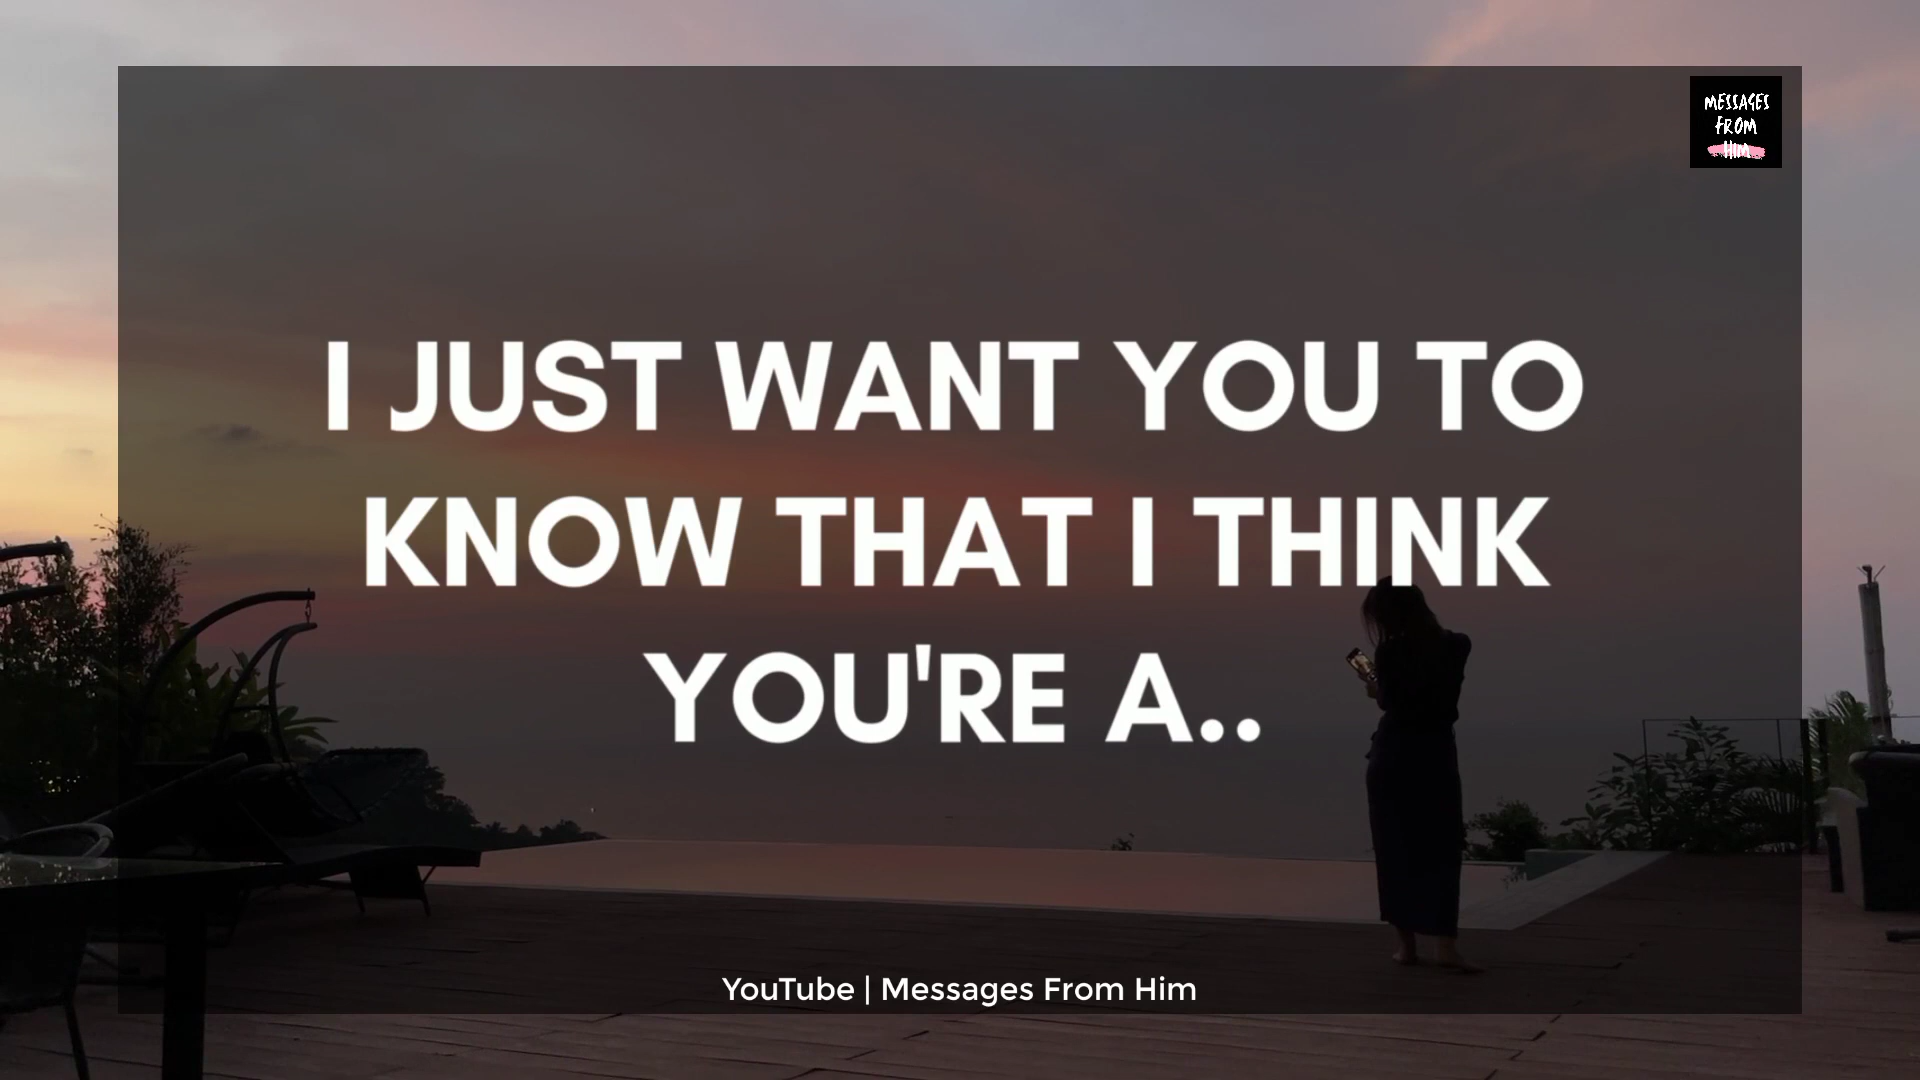 MESSAGES
FROM
HIM
I JUST WANT YOU TO
KNOW THAT I THINK
YOU'RE A..
YouTube | Messages From Him